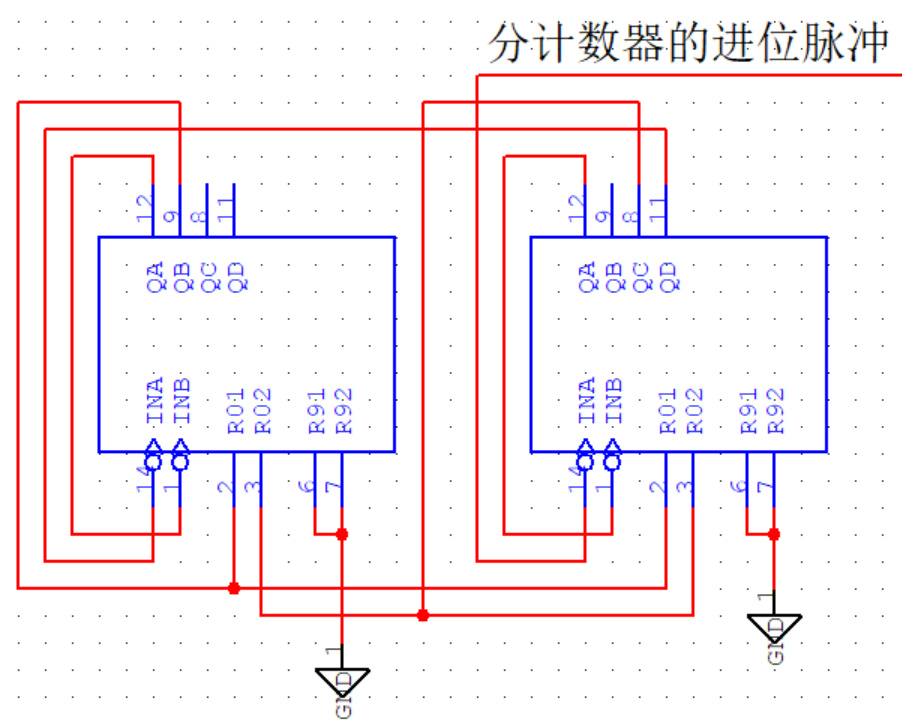 分计数器的进位脉冲
12 9 8 11
QA QB QC QD
INA INB R01 R02 R91 R92
14 1 2 3 6 7
1
GND
12 9 8 11
QA QB QC QD
INA INB R01 R02 R91 R92
14 1 2 3 6 7
1
GND